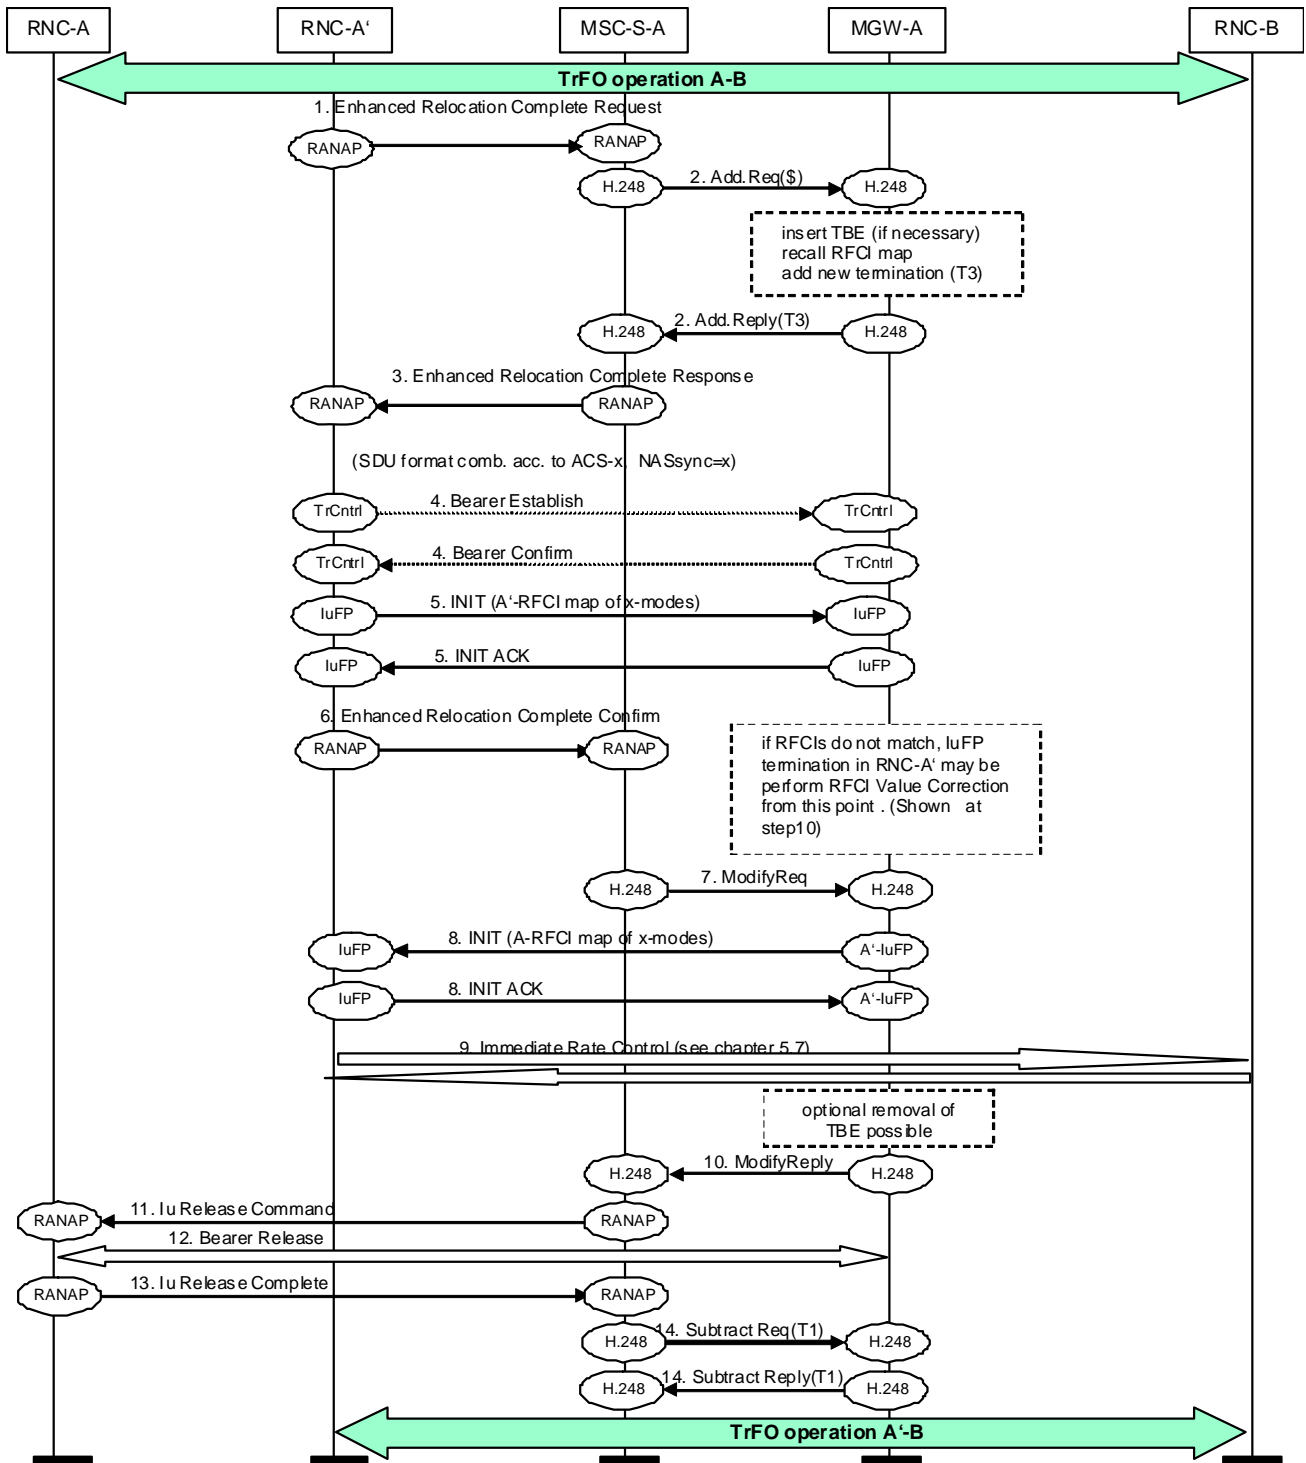 RNC-A
RNC-A‘
MSC-S-A
MGW-A
RNC-B
TrFO operation A-B
1. Enhanced Relocation Complete Request
RANAP
RANAP
H.248
2. Add.Req($)
H.248
insert TBE (if necessary)
recall RFCI map
add new termination (T3)
H.248
2. Add.Reply(T3)
H.248
3. Enhanced Relocation Complete Response
RANAP
RANAP
(SDU format comb. acc. to ACS-x, NASsync=x)
TrCntrl
4. Bearer Establish
TrCntrl
TrCntrl
4. Bearer Confirm
TrCntrl
IuFP
5. INIT (A‘-RFCI map of x-modes)
IuFP
IuFP
5. INIT ACK
IuFP
6. Enhanced Relocation Complete Confirm
RANAP
RANAP
if RFCIs do not match, IuFP
termination in RNC-A‘ may be
perform RFCI Value Correction
from this point . (Shown at
step10)
H.248
7. ModifyReq
H.248
IuFP
8. INIT (A-RFCI map of x-modes)
A‘-IuFP
IuFP
8. INIT ACK
A‘-IuFP
9. Immediate Rate Control (see chapter 5.7)
optional removal of
TBE possible
H.248
10. ModifyReply
H.248
RANAP
11. Iu Release Command
RANAP
12. Bearer Release
RANAP
13. Iu Release Complete
RANAP
H.248
14. Subtract Req(T1)
H.248
H.248
14. Subtract Reply(T1)
H.248
TrFO operation A‘-B